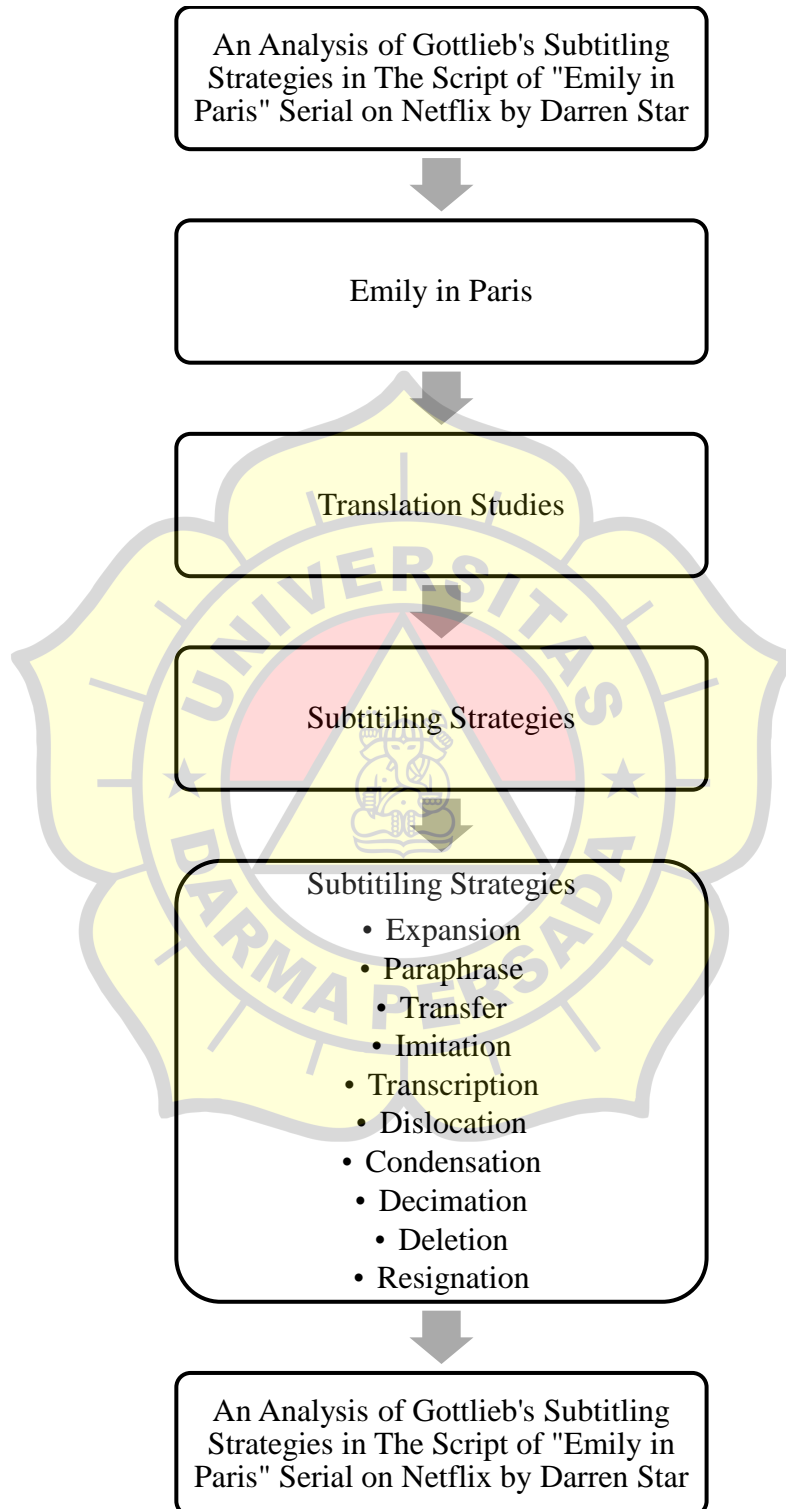 An Analysis of Gottlieb's Subtitling
Strategies in The Script of "Emily in
Paris" Serial on Netflix by Darren Star
Emily in Paris
Translation Studies
UNIVERSITAS
Subtitiling Strategies
DARMA PERSADA
Subtitiling Strategies
• Expansion
• Paraphrase
• Transfer
• Imitation
• Transcription
• Dislocation
• Condensation
• Decimation
• Deletion
• Resignation
An Analysis of Gottlieb's Subtitling
Strategies in The Script of "Emily in
Paris" Serial on Netflix by Darren Star